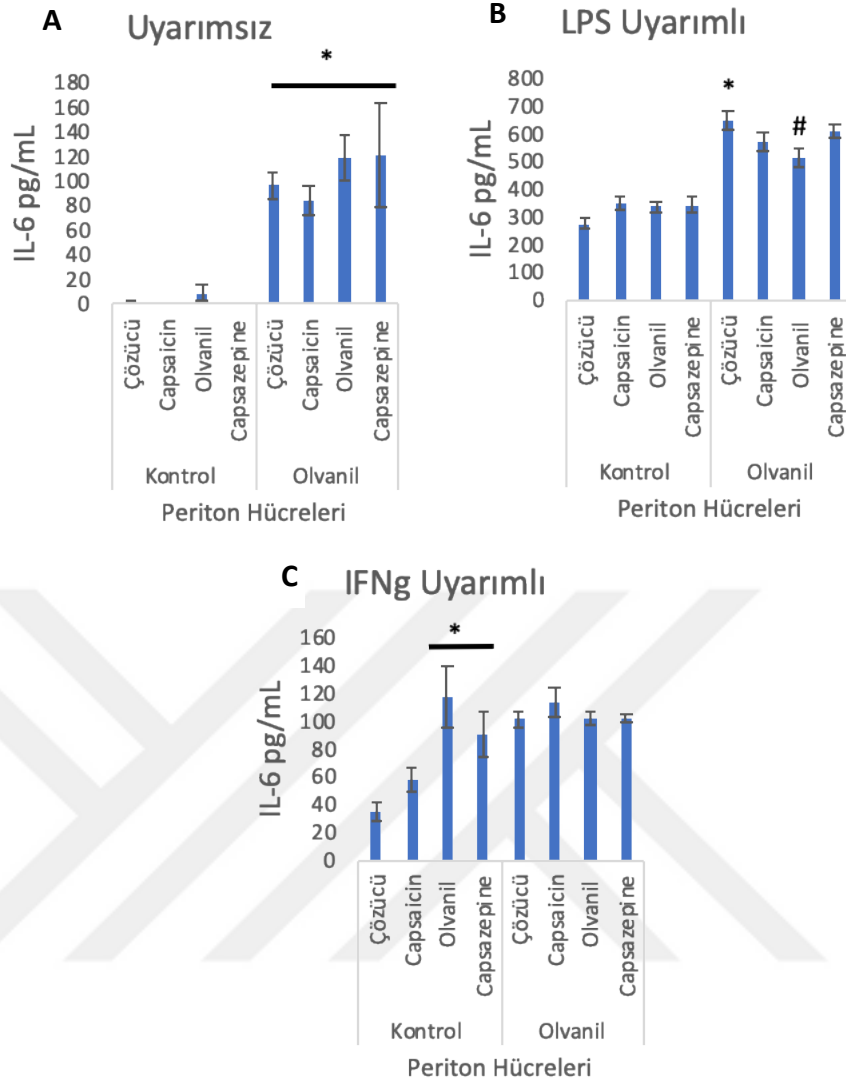 A
Uyarımsız
*
IL-6 pg/mL
180
160
140
120
100
80
60
40
20
0
Çözücü
Capsaicin
Olvanil
Capsazepine
Çözücü
Capsaicin
Olvanil
Capsazepine
Kontrol
Olvanil
Periton Hücreleri
B
LPS Uyarımlı
*
#
IL-6 pg/mL
800
700
600
500
400
300
200
100
0
Çözücü
Capsaicin
Olvanil
Capsazepine
Çözücü
Capsaicin
Olvanil
Capsazepine
Kontrol
Olvanil
Periton Hücreleri
C
IFNg Uyarımlı
*
IL-6 pg/mL
160
140
120
100
80
60
40
20
0
Çözücü
Capsaicin
Olvanil
Capsazepine
Çözücü
Capsaicin
Olvanil
Capsazepine
Kontrol
Olvanil
Periton Hücreleri